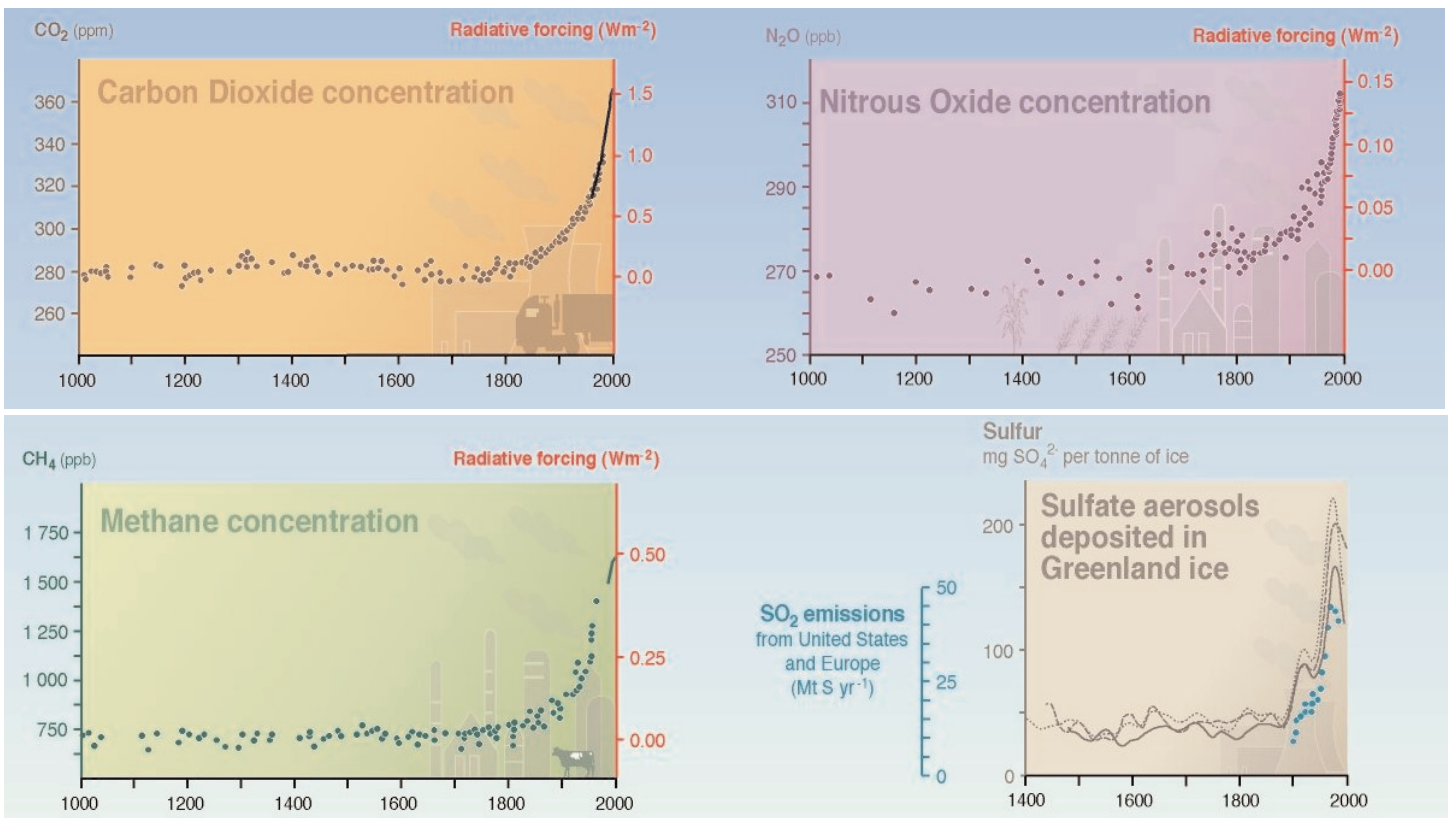 CO₂ (ppm)
Radiative forcing (Wm⁻²)
Carbon Dioxide concentration
360
340
320
300
280
260
1.5
1.0
0.5
0.0
1000 1200 1400 1600 1800 2000
N₂O (ppb)
Radiative forcing (Wm⁻²)
Nitrous Oxide concentration
310
290
270
250
0.15
0.10
0.05
0.00
1000 1200 1400 1600 1800 2000
CH₄ (ppb)
Radiative forcing (Wm⁻²)
Methane concentration
1 750
1 500
1 250
1 000
750
0.50
0.25
0.00
1000 1200 1400 1600 1800 2000
Sulfur
mg SO₄²⁻ per tonne of ice
Sulfate aerosols
deposited in
Greenland ice
200
100
0
SO₂ emissions
from United States
and Europe
(Mt S yr⁻¹)
50
25
0
1400 1600 1800 2000